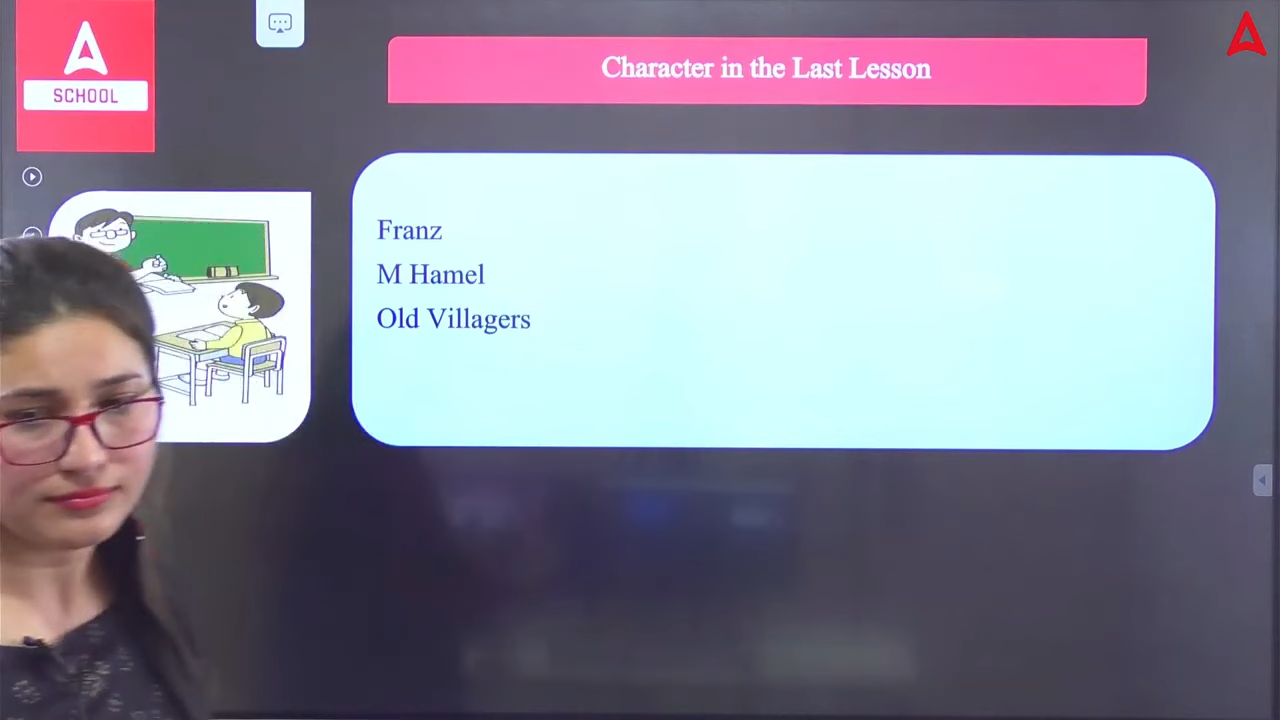 SCHOOL
Character in the Last Lesson
Franz
M Hamel
Old Villagers